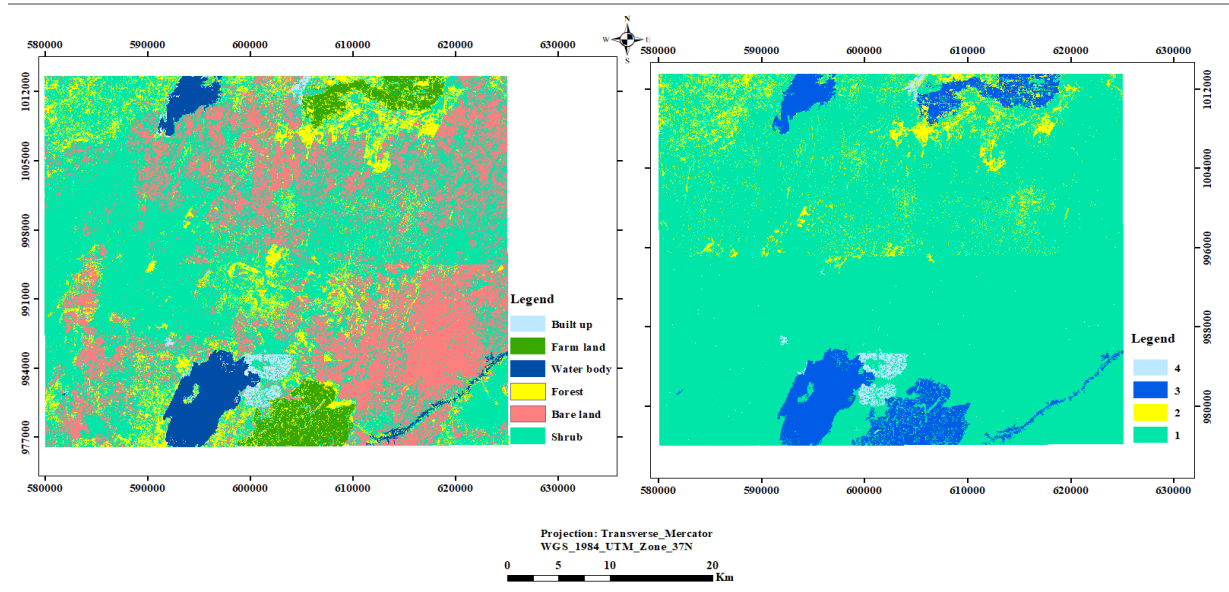 N
W E
S
580000 590000 600000 610000 620000 630000
580000 590000 600000 610000 620000 630000
1012000
1005000
998000
991000
984000
977000
1012000
1004000
996000
988000
980000
Legend
Built up
Farm land
Water body
Forest
Bare land
Shrub
Legend
4
3
2
1
580000 590000 600000 610000 620000 630000
580000 590000 600000 610000 620000 630000
Projection: Transverse_Mercator
WGS_1984_UTM_Zone_37N
0 5 10 20
Km